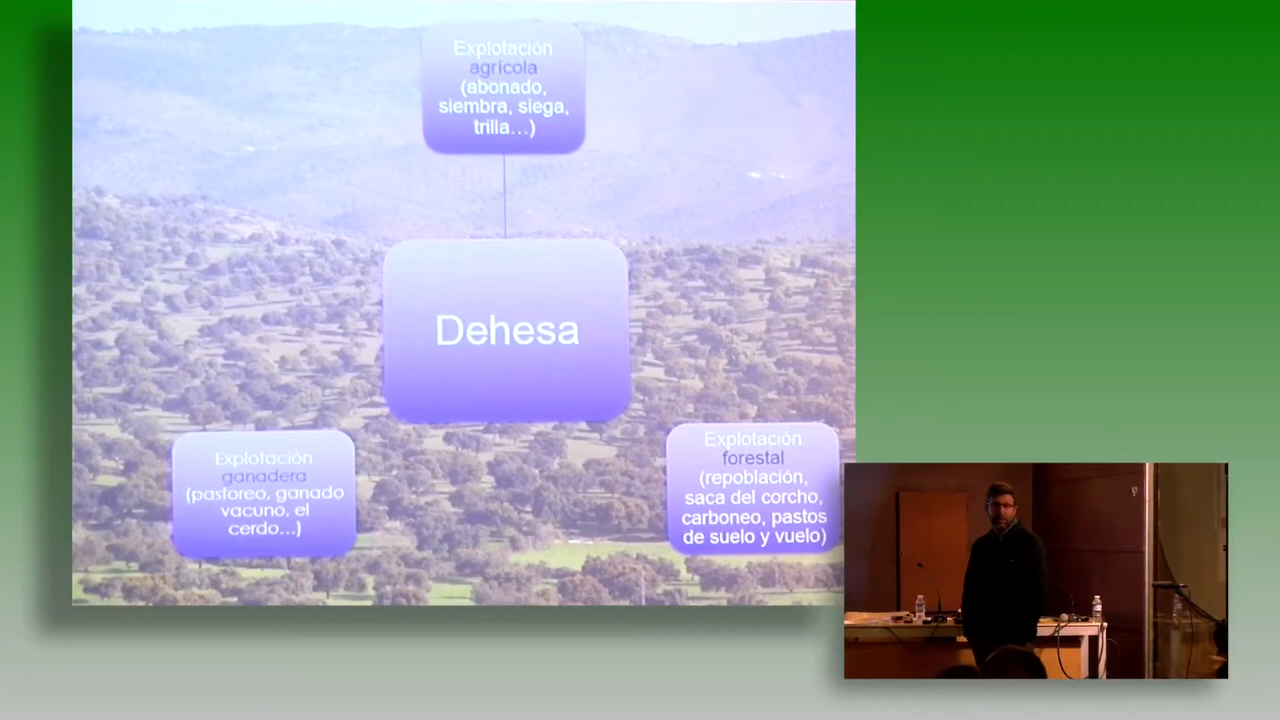 Explotación
agrícola
(abonado,
siembra, siega,
trilla...)
Dehesa
Explotación
ganadera
(pastoreo, ganado
vacuno, el
cerdo...)
Explotación
forestal
(repoblación,
saca del corcho,
carboneo, pastos
de suelo y vuelo)